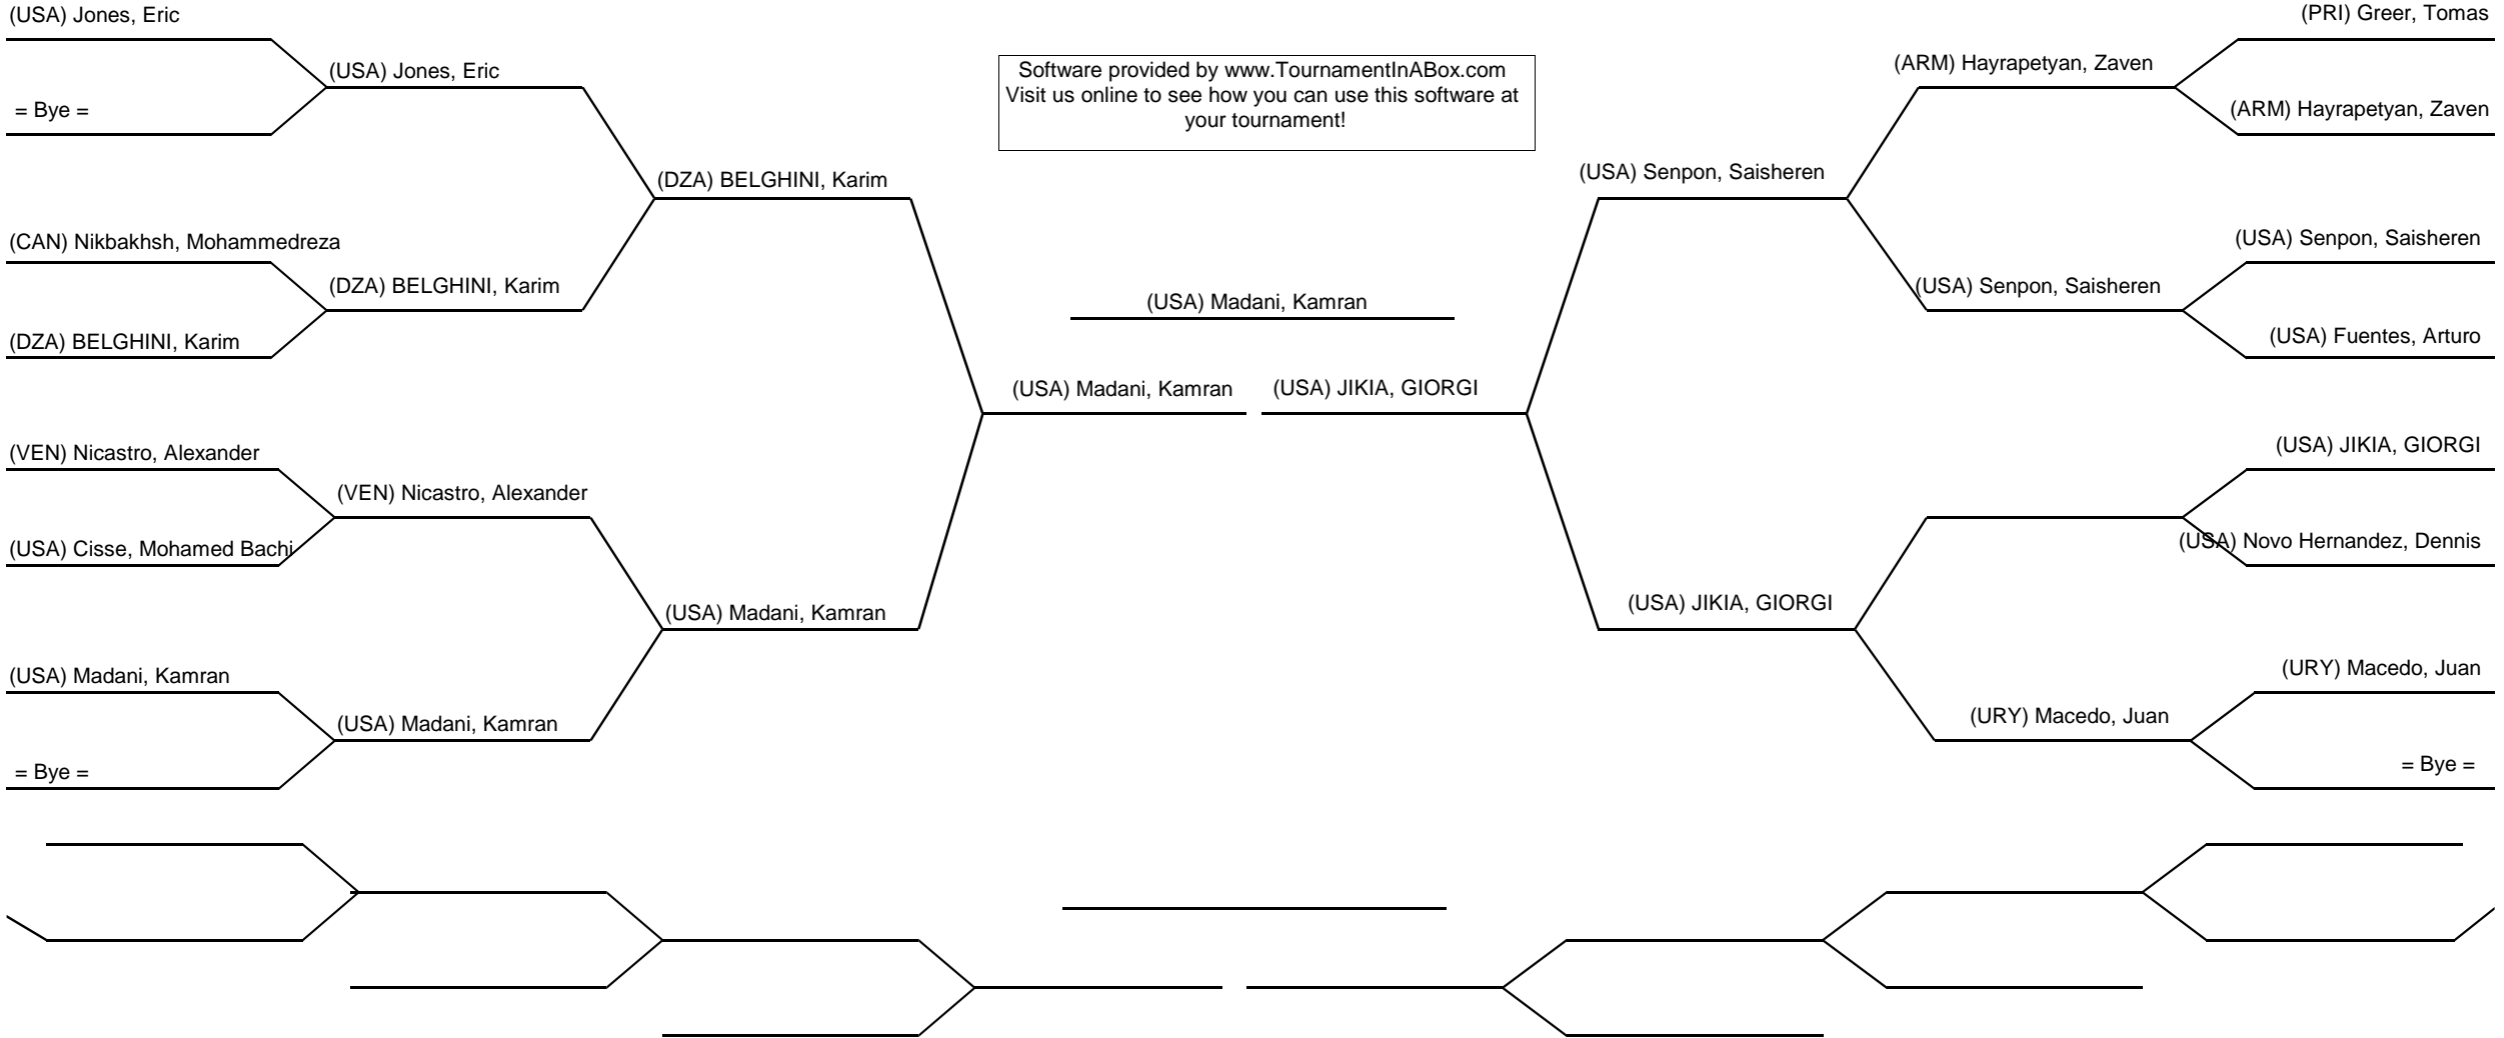 (USA) Jones, Eric
= Bye =
(CAN) Nikbakhsh, Mohammedreza
(DZA) BELGHINI, Karim
(VEN) Nicastro, Alexander
(USA) Cisse, Mohamed Bachi
(USA) Madani, Kamran
= Bye =
(USA) Jones, Eric
(DZA) BELGHINI, Karim
(VEN) Nicastro, Alexander
(USA) Madani, Kamran
(DZA) BELGHINI, Karim
(USA) Madani, Kamran
Software provided by www.TournamentInABox.com
Visit us online to see how you can use this software at
your tournament!
(USA) Madani, Kamran
(USA) Madani, Kamran
(USA) JIKIA, GIORGI
(USA) Senpon, Saisheren
(USA) JIKIA, GIORGI
(ARM) Hayrapetyan, Zaven
(USA) Senpon, Saisheren
(URY) Macedo, Juan
(PRI) Greer, Tomas
(ARM) Hayrapetyan, Zaven
(USA) Senpon, Saisheren
(USA) Fuentes, Arturo
(USA) JIKIA, GIORGI
(USA) Novo Hernandez, Dennis
(URY) Macedo, Juan
= Bye =